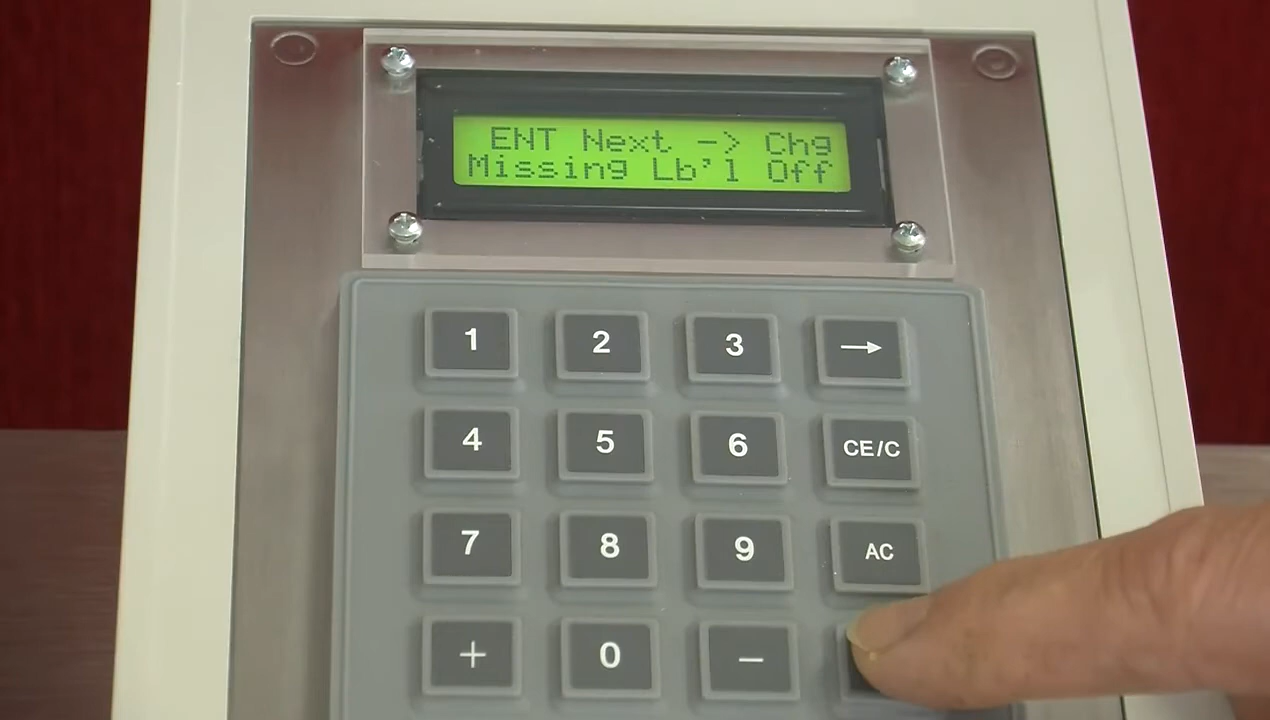 ENT Next -> Chg
Missing Lb'l Off
1 2 3 →
4 5 6 CE/C
7 8 9 AC
+ 0 −